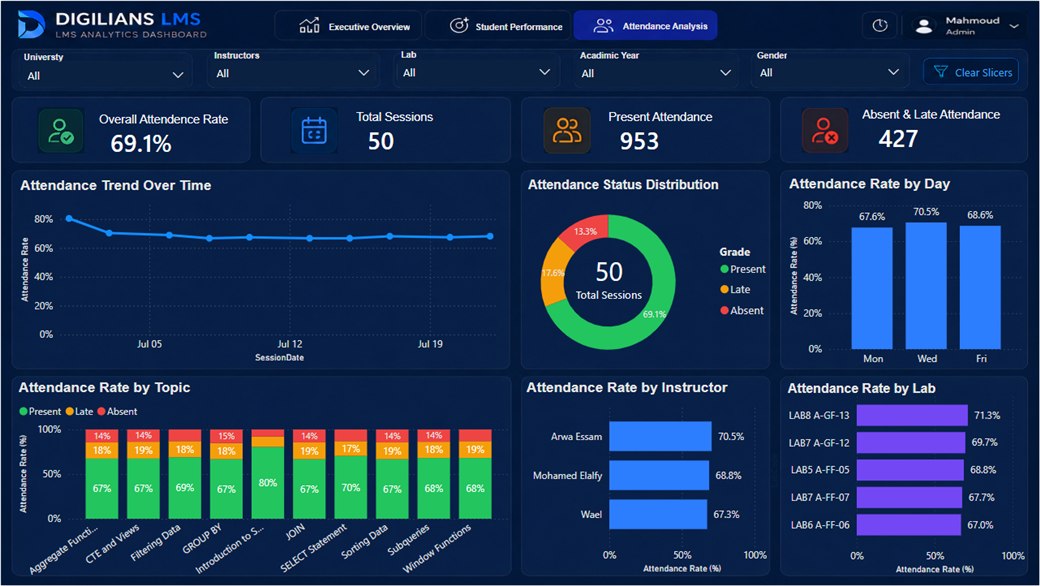 DIGILIANS LMS
LMS ANALYTICS DASHBOARD
Executive Overview
Student Performance
Attendance Analysis
Mahmoud
Admin
Universty
All
Instructors
All
Lab
All
Acadimic Year
All
Gender
All
Clear Slicers
Overall Attendence Rate
69.1%
Total Sessions
50
Present Attendance
953
Absent & Late Attendance
427
Attendance Trend Over Time
Attendance Rate
80%
60%
40%
20%
0%
Jul 05
Jul 12
Jul 19
SessionDate
Attendance Status Distribution
13.3%
17.6%
69.1%
50
Total Sessions
Grade
Present
Late
Absent
Attendance Rate by Day
Attendance Rate (%)
80%
60%
40%
20%
0%
67.6%
70.5%
68.6%
Mon
Wed
Fri
Attendance Rate by Topic
Present Late Absent
Attendance Rate (%)
100%
50%
0%
14% 14% 15% 14% 17% 14% 14%
18% 19% 18% 18% 19% 17% 19% 18% 19%
67% 67% 69% 67% 80% 67% 70% 67% 68% 68%
Aggregate Functi...
CTE and Views
Filtering Data
GROUP BY
Introduction to S...
JOIN
SELECT Statement
Sorting Data
Subqueries
Window Functions
Attendance Rate by Instructor
Arwa Essam 70.5%
Mohamed Elalfy 68.8%
Wael 67.3%
0% 50% 100%
Attendance Rate (%)
Attendance Rate by Lab
LAB8 A-GF-13 71.3%
LAB7 A-GF-12 69.7%
LAB5 A-FF-05 68.8%
LAB7 A-FF-07 67.7%
LAB6 A-FF-06 67.0%
0% 50% 100%
Attendance Rate (%)